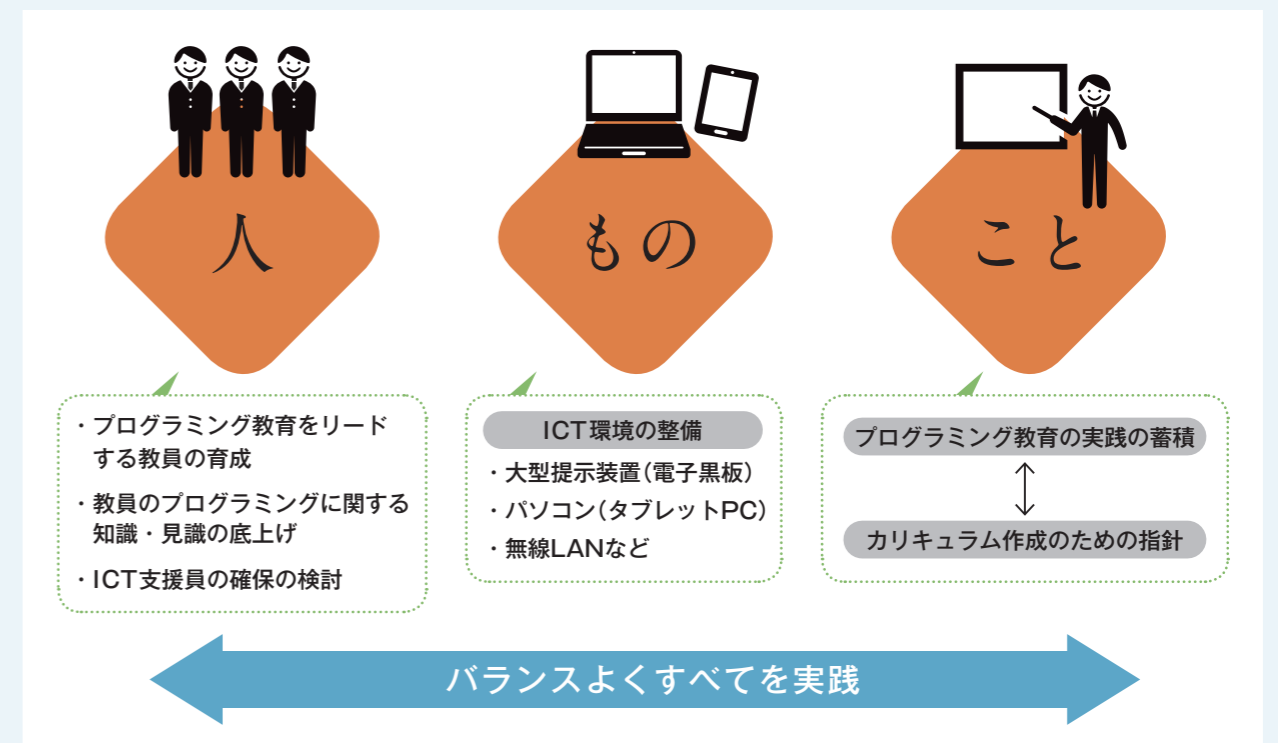 人
・プログラミング教育をリード
する教員の育成
・教員のプログラミングに関する
知識・見識の底上げ
・ICT支援員の確保の検討
もの
ICT環境の整備
・大型提示装置（電子黒板）
・パソコン（タブレットPC）
・無線LANなど
こと
プログラミング教育の実践の蓄積
カリキュラム作成のための指針
バランスよくすべてを実践